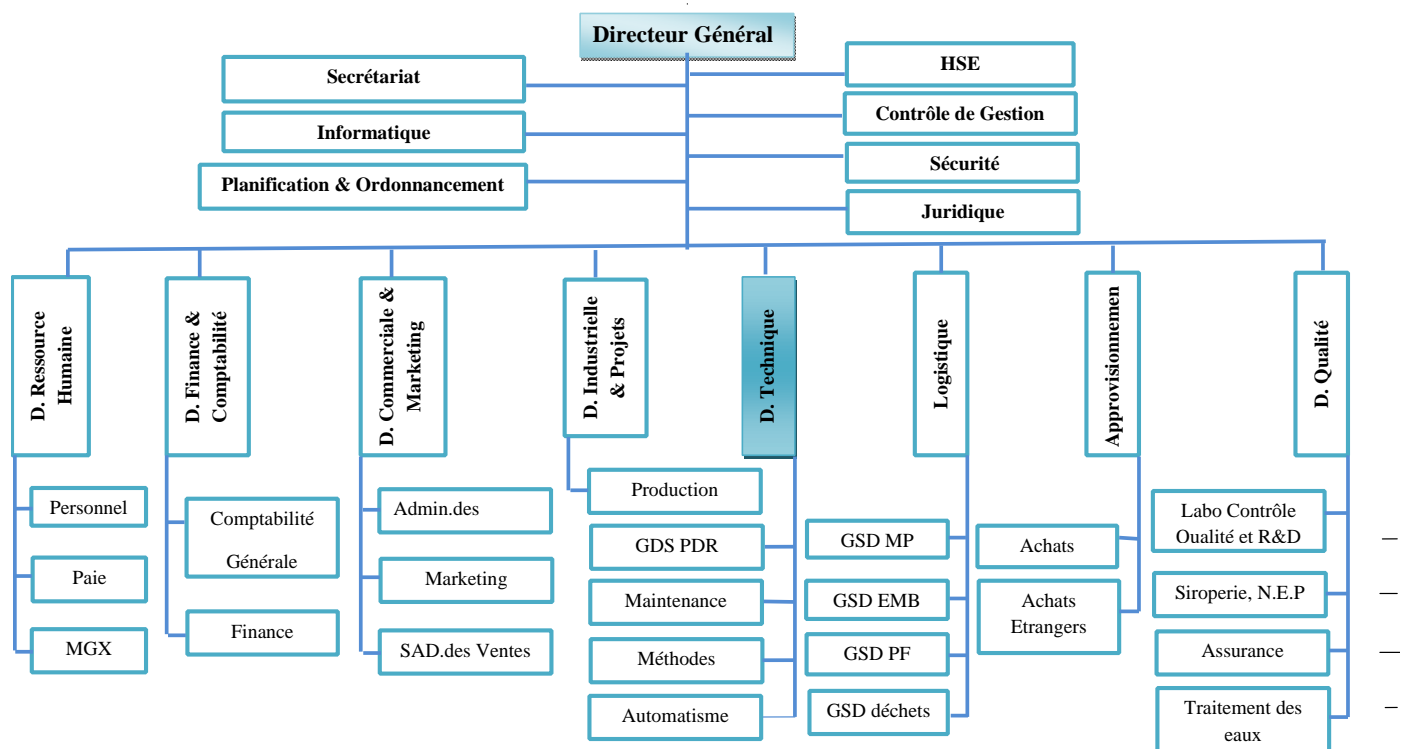 Directeur Général
Secrétariat
HSE
Contrôle de Gestion
Informatique
Sécurité
Planification & Ordonnancement
Juridique
D. Ressource
Humaine
D. Finance &
Comptabilité
D. Commerciale &
Marketing
D. Industrielle
& Projets
D. Technique
Logistique
Approvisionnemen
D. Qualité
Personnel
Paie
MGX
Comptabilité
Générale
Finance
Admin.des
Marketing
SAD.des Ventes
Production
GDS PDR
Maintenance
Méthodes
Automatisme
GSD MP
GSD EMB
GSD PF
GSD déchets
Achats
Achats
Etrangers
Labo Contrôle
Qualité et R&D
Siroperie, N.E.P
Assurance
Traitement des
eaux